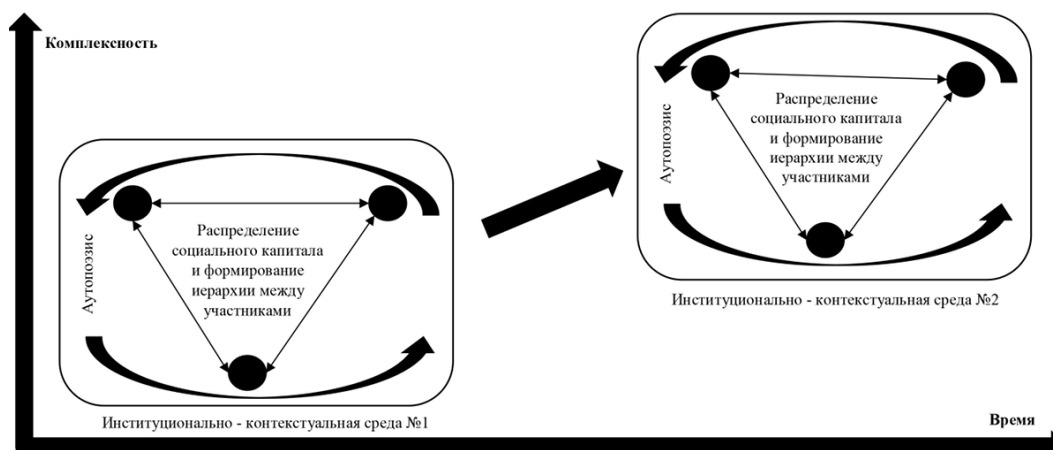 Комплексность
Аутопоэзис
Распределение
социального капитала
и формирование
иерархии между
участниками
Институционально - контекстуальная среда №1
Аутопоэзис
Распределение
социального капитала
и формирование
иерархии между
участниками
Институционально - контекстуальная среда №2
Время